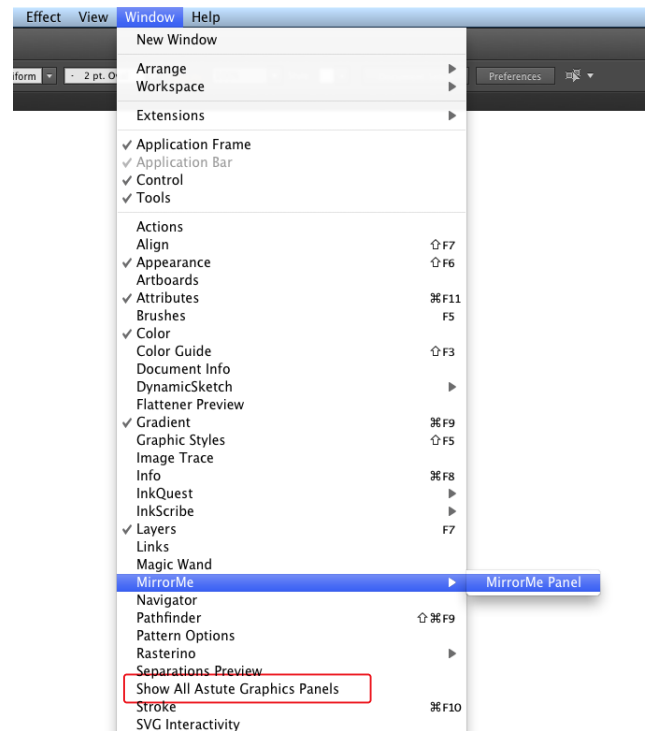 Effect View Window Help
New Window
Arrange
Workspace
Preferences
2 pt. O
Extensions
Application Frame
Application Bar
Control
Tools
Actions
Align ⇧F7
Appearance ⇧F6
Artboards
Attributes ⌘F11
Brushes F5
Color
Color Guide ⇧F3
Document Info
DynamicSketch
Flattener Preview
Gradient ⌘F9
Graphic Styles ⇧F5
Image Trace
Info ⌘F8
InkQuest
InkScribe
Layers F7
Links
Magic Wand
MirrorMe MirrorMe Panel
Navigator
Pathfinder ⇧⌘F9
Pattern Options
Rasterino
Separations Preview
Show All Astute Graphics Panels
Stroke ⌘F10
SVG Interactivity